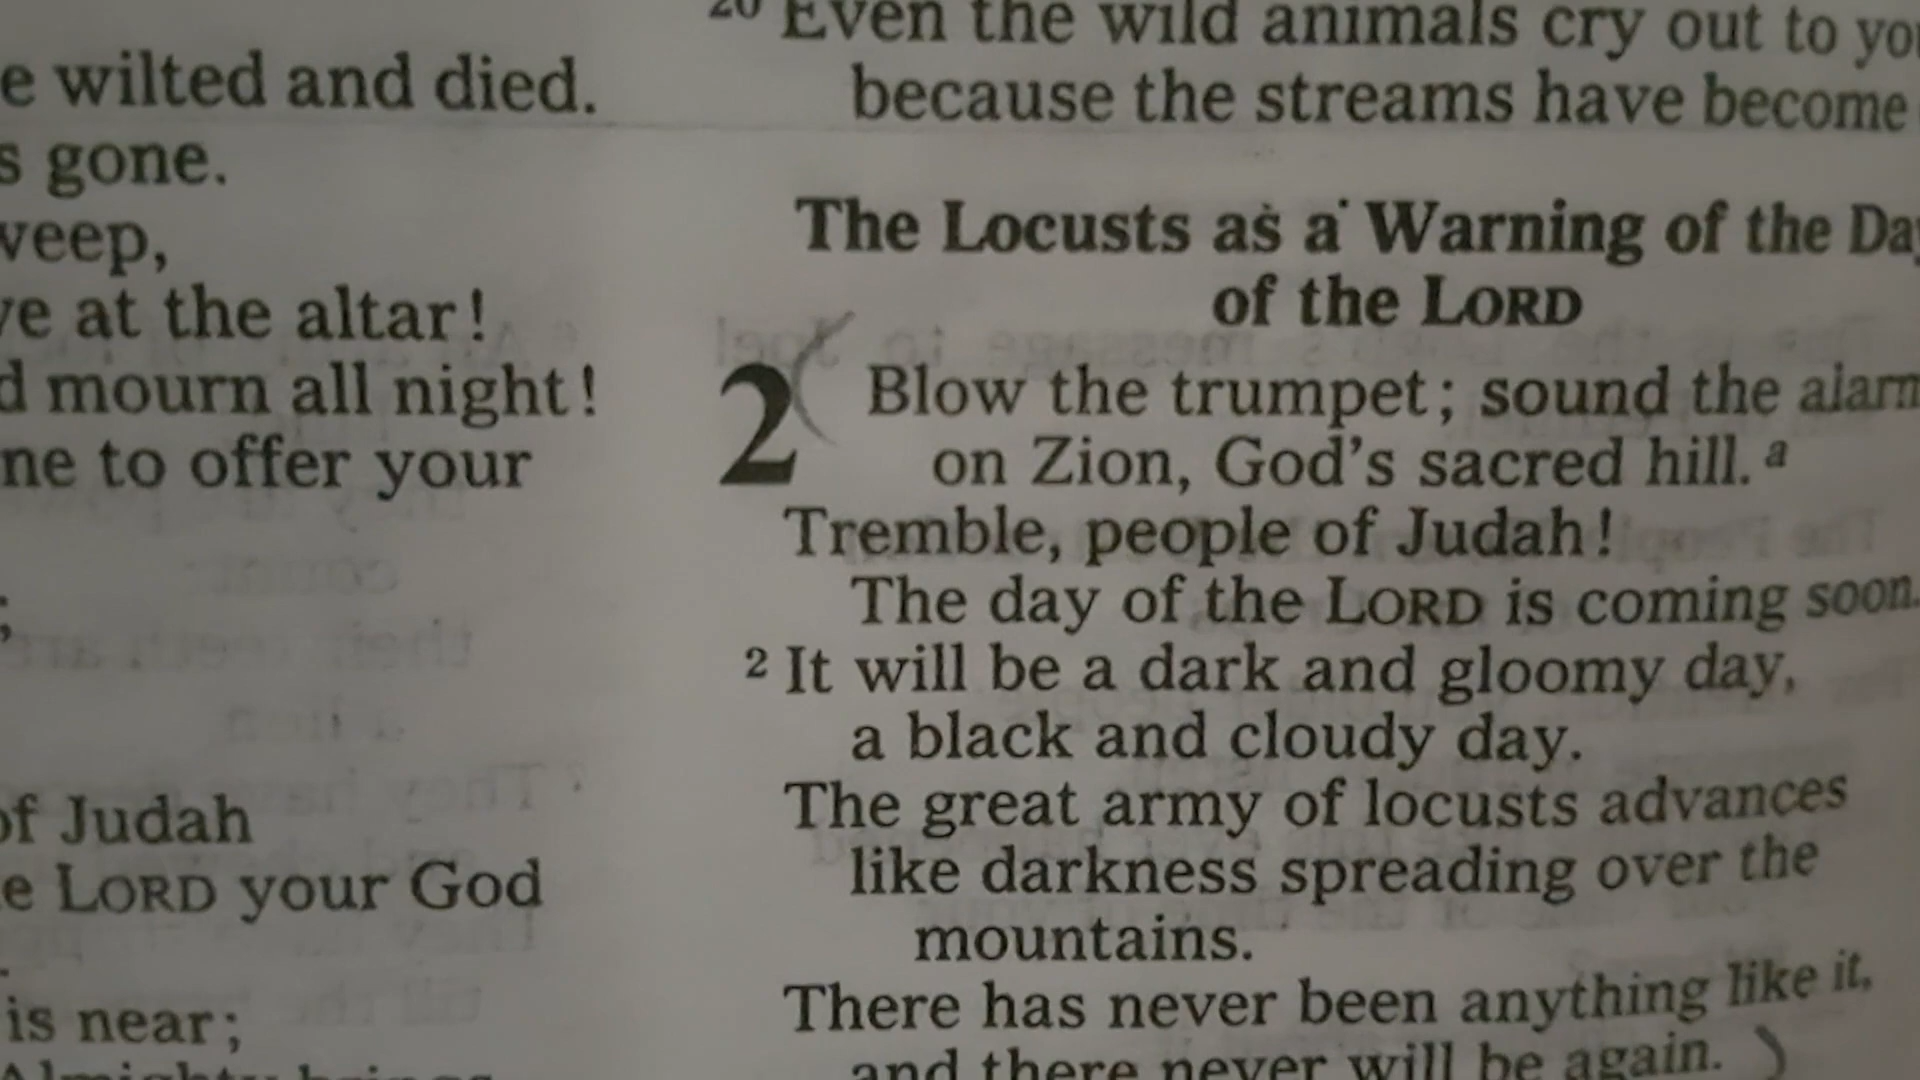 e wilted and died.
s gone.
weep,
ve at the altar!
d mourn all night!
ne to offer your
;
of Judah
e LORD your God
.
is near;
Almighty brings
20 Even the wild animals cry out to you
because the streams have become
The Locusts as a Warning of the Day
of the LORD
2 Blow the trumpet; sound the alarm
on Zion, God's sacred hill. a
Tremble, people of Judah!
The day of the LORD is coming soon.
2 It will be a dark and gloomy day,
a black and cloudy day.
The great army of locusts advances
like darkness spreading over the
mountains.
There has never been anything like it,
and there never will be again. )